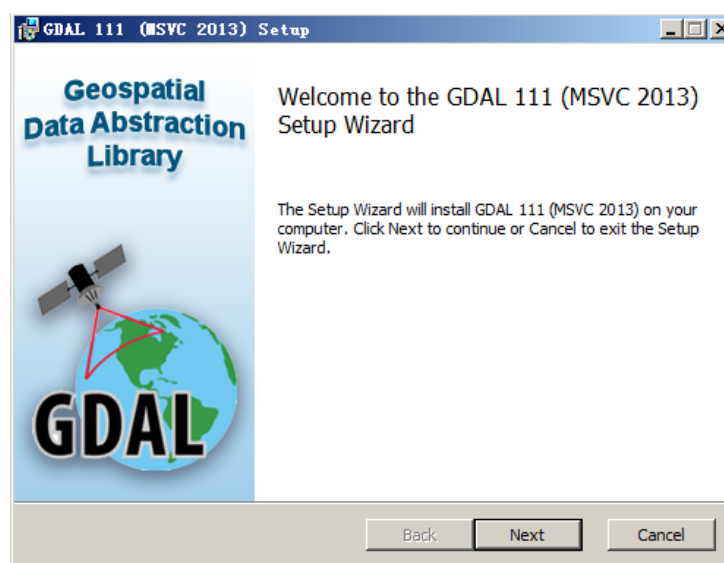 GDAL 111 (MSVC 2013) Setup
Geospatial
Data Abstraction
Library
GDAL
Welcome to the GDAL 111 (MSVC 2013)
Setup Wizard
The Setup Wizard will install GDAL 111 (MSVC 2013) on your
computer. Click Next to continue or Cancel to exit the Setup
Wizard.
Back
Next
Cancel